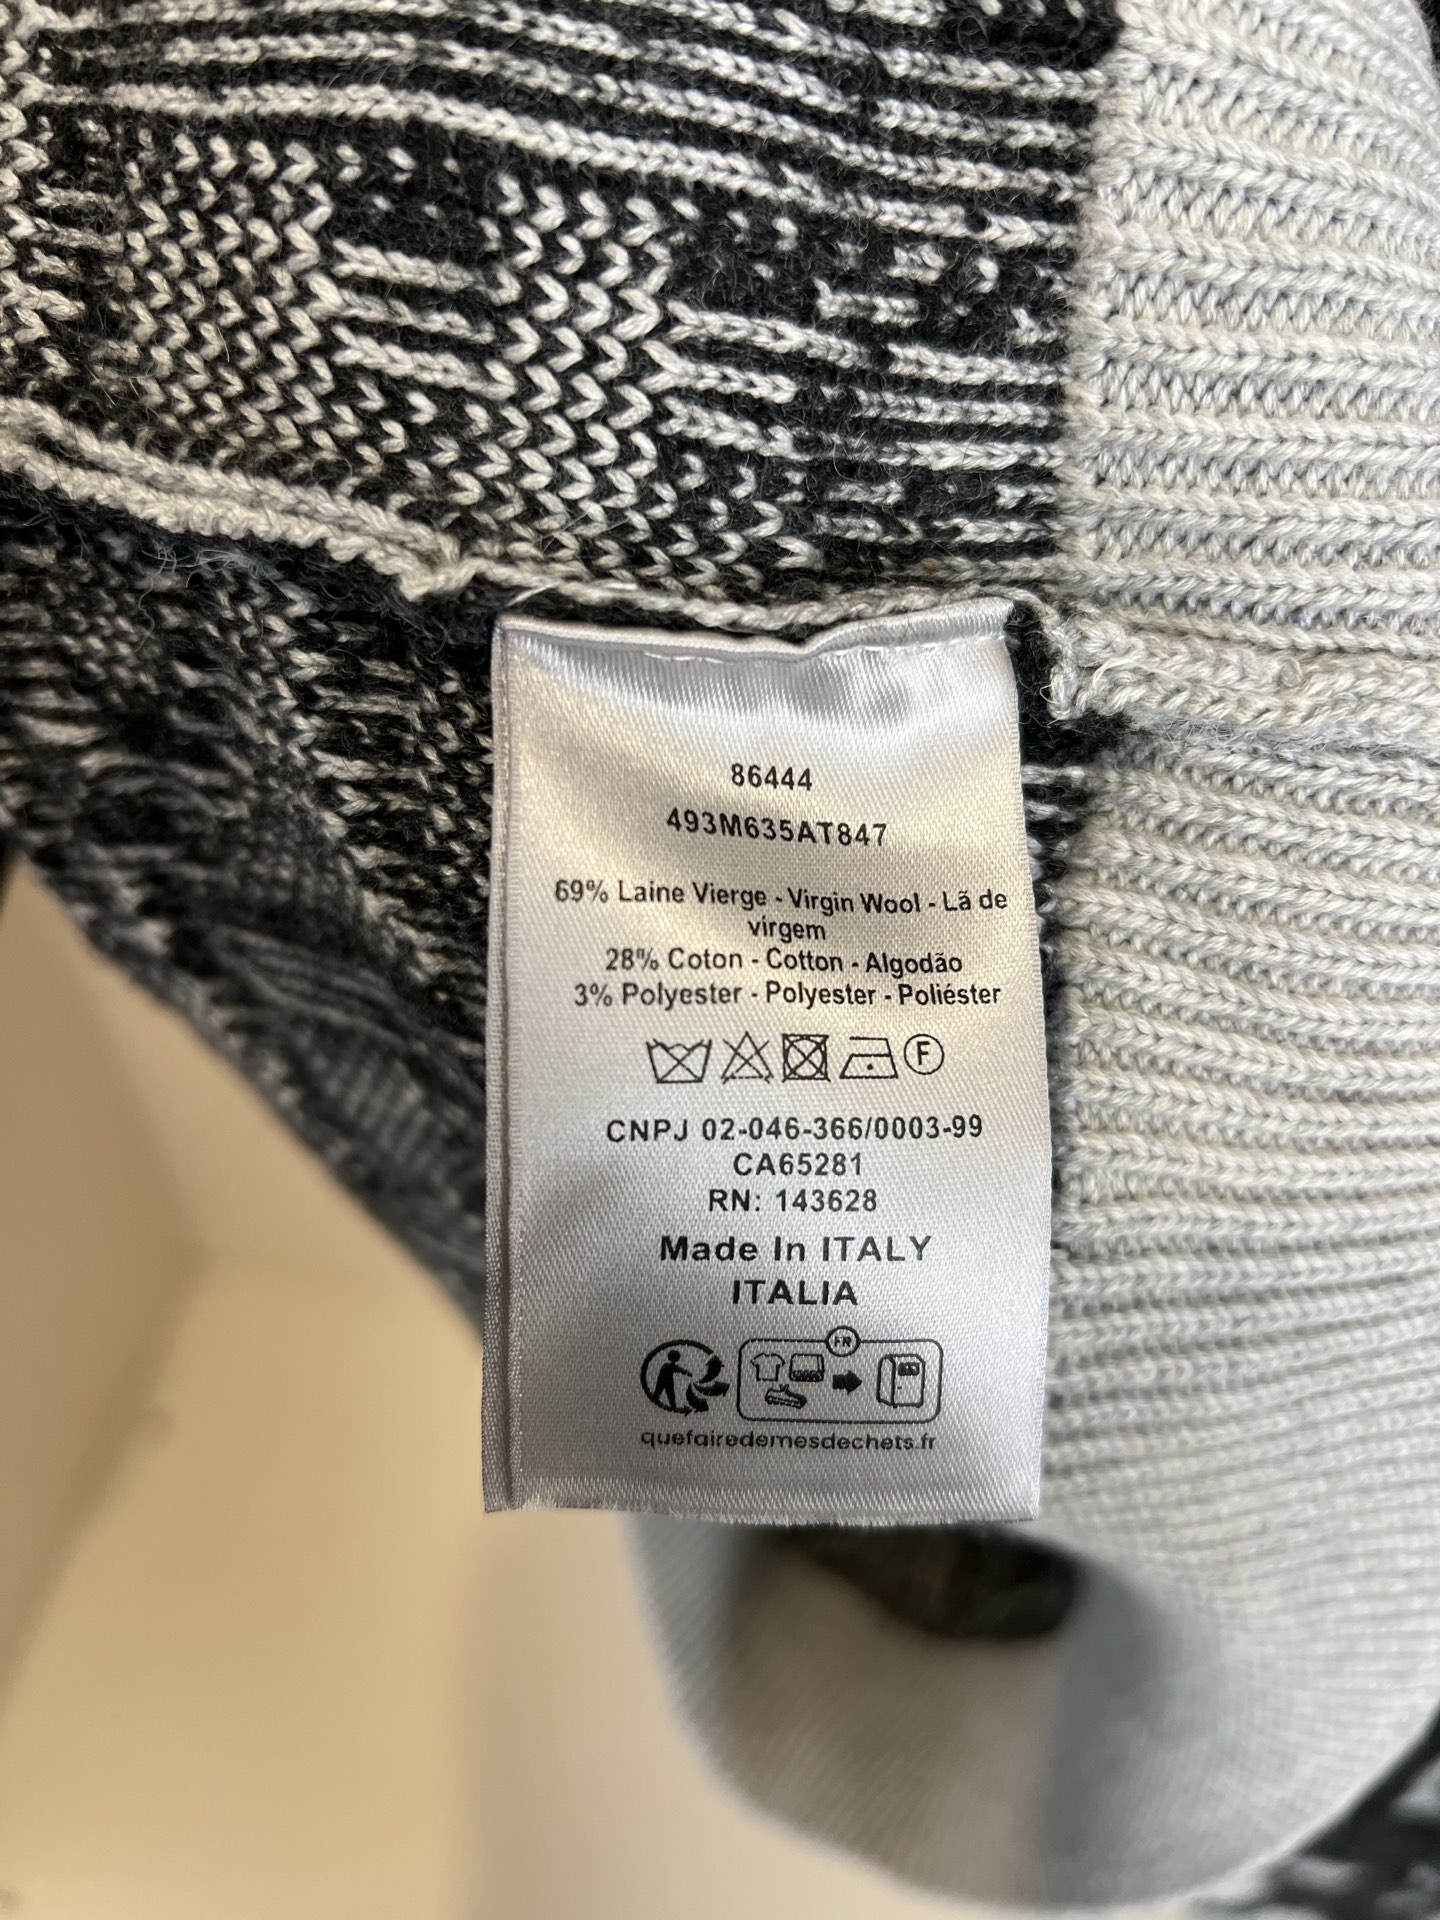 86444
493M635AT847
69% Laine Vierge - Virgin Wool - Lã de
virgem
28% Coton - Cotton - Algodão
3% Polyester - Polyester - Poliéster
F
CNPJ 02-046-366/0003-99
CA65281
RN: 143628
Made In ITALY
ITALIA
FR
quefairedemesdechets.fr